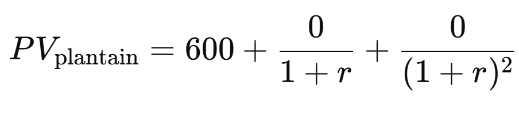 PV_plantain = 600 + 0/(1 + r) + 0/(1 + r)²